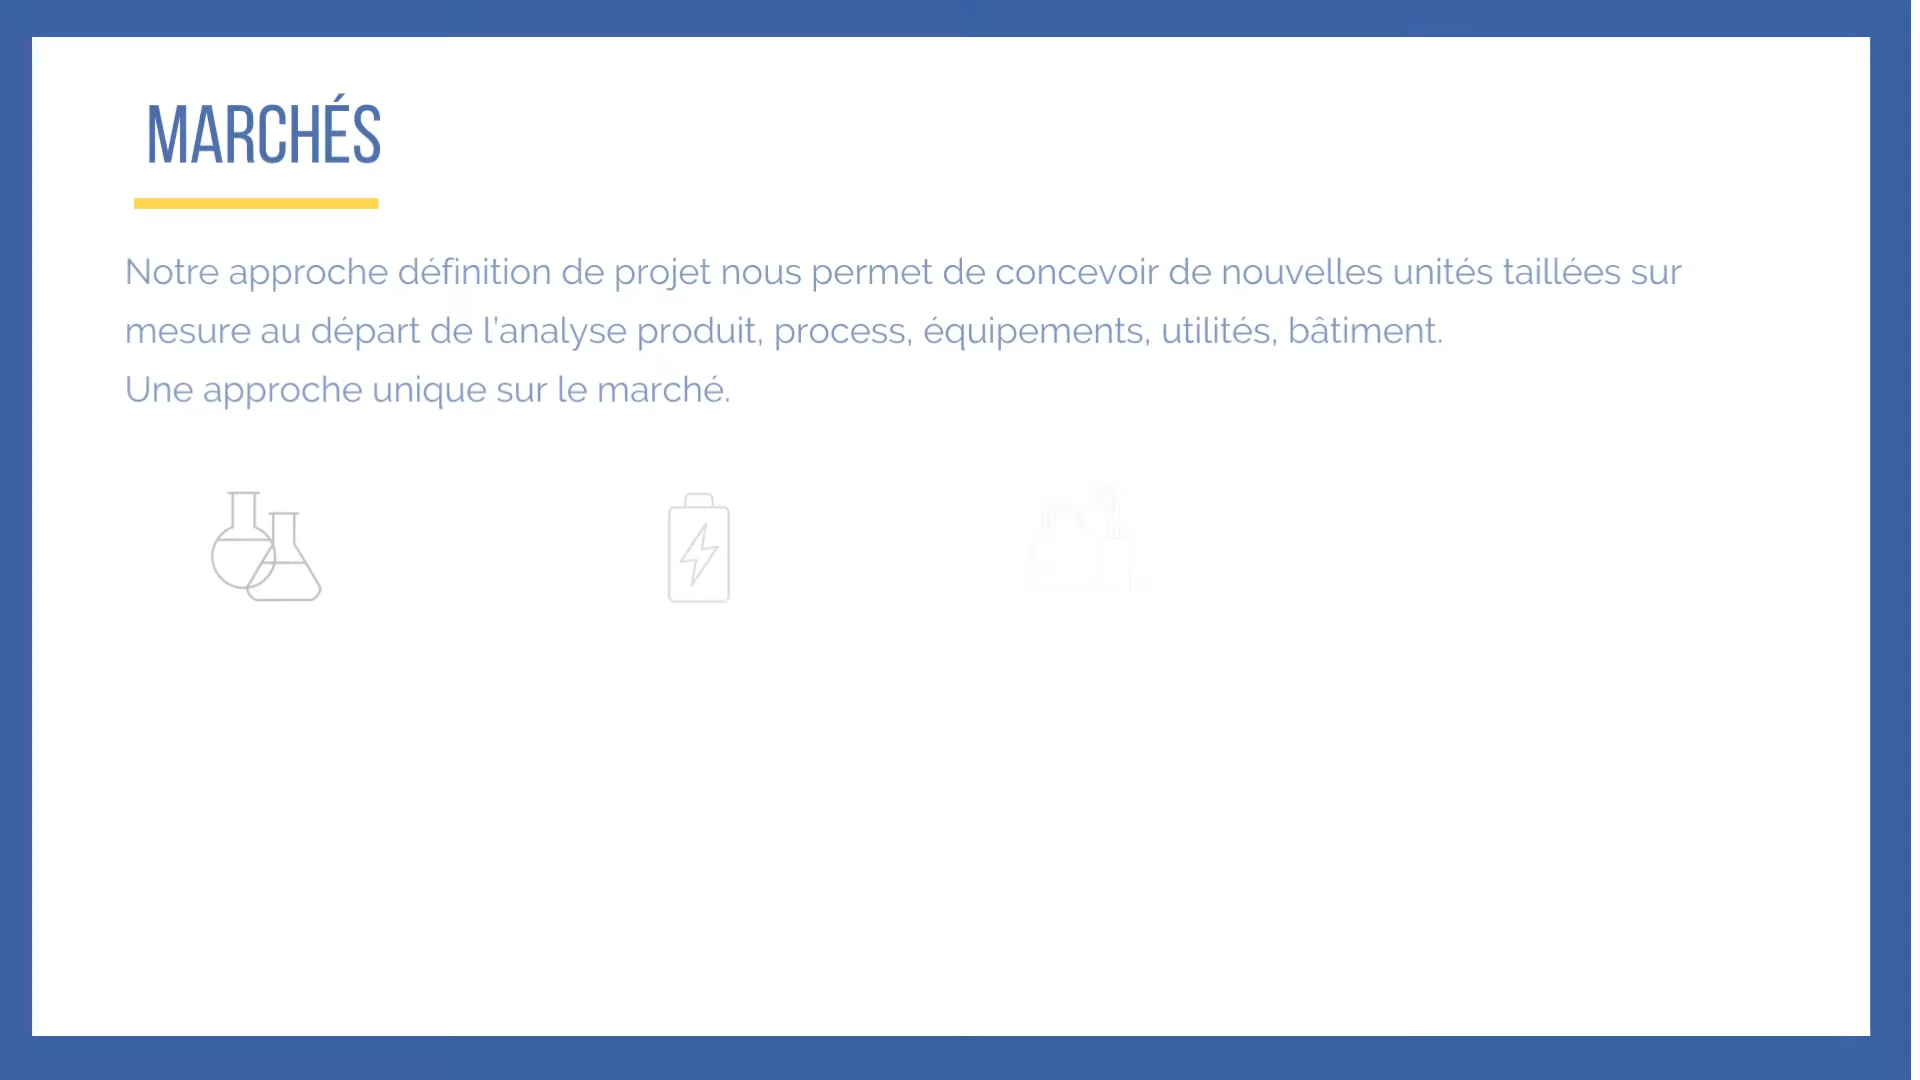 MARCHÉS
Notre approche définition de projet nous permet de concevoir de nouvelles unités taillées sur
mesure au départ de l’analyse produit, process, équipements, utilités, bâtiment.
Une approche unique sur le marché.